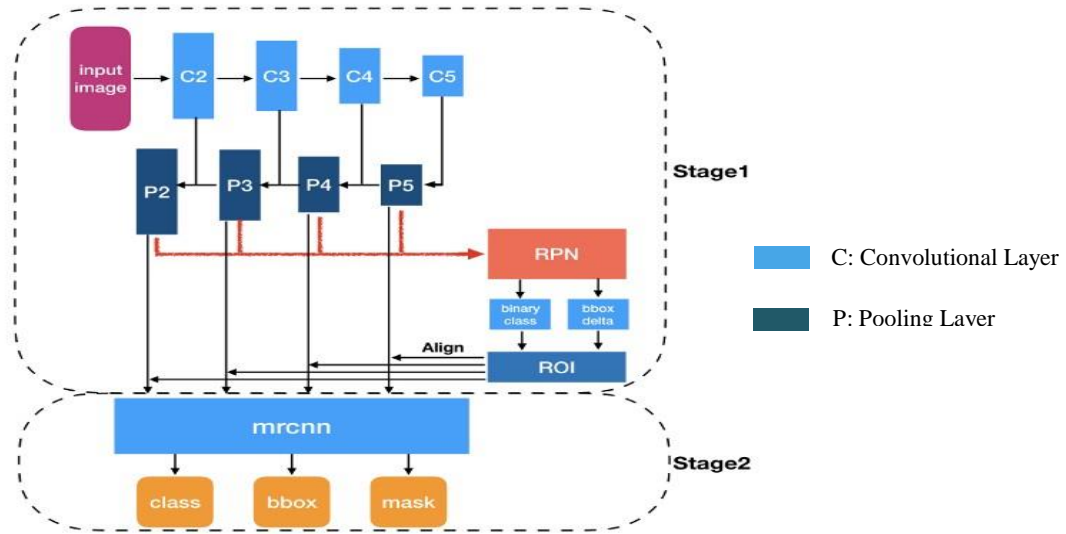 input
image
C2
C3
C4
C5
P2
P3
P4
P5
Stage1
RPN
binary
class
bbox
delta
Align
ROI
C: Convolutional Layer
P: Pooling Layer
mrcnn
Stage2
class
bbox
mask